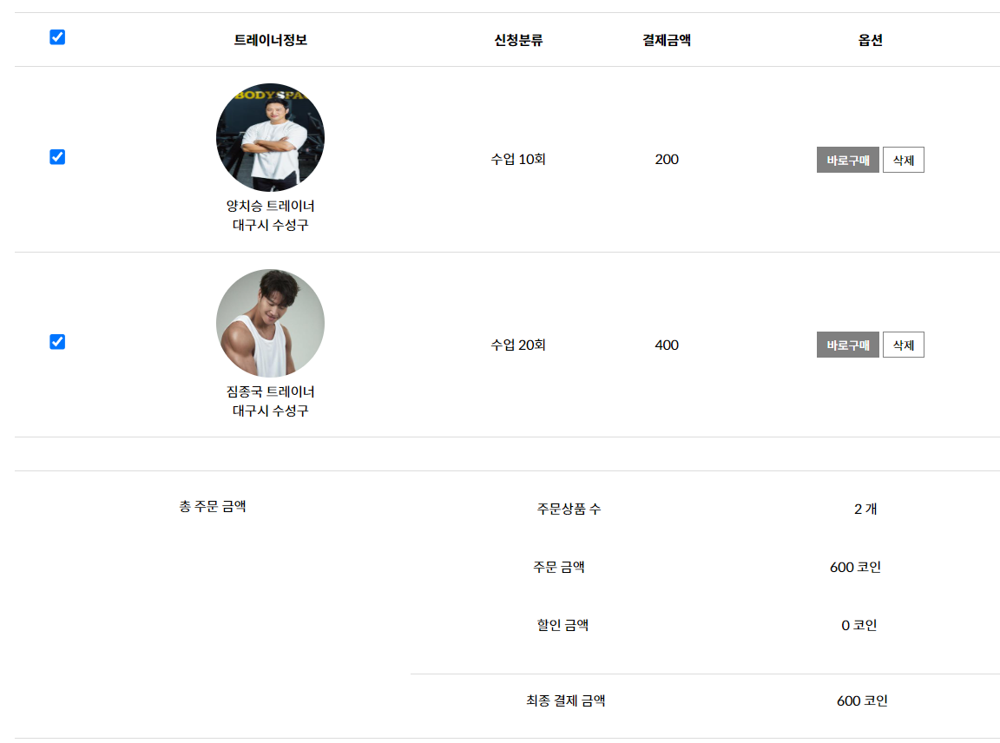 트레이너정보 신청분류 결제금액 옵션
BODYSPA
수업 10회 200 바로구매 삭제
양치승 트레이너
대구시 수성구
수업 20회 400 바로구매 삭제
짐종국 트레이너
대구시 수성구
총 주문 금액 주문상품 수 2 개
주문 금액 600 코인
할인 금액 0 코인
최종 결제 금액 600 코인